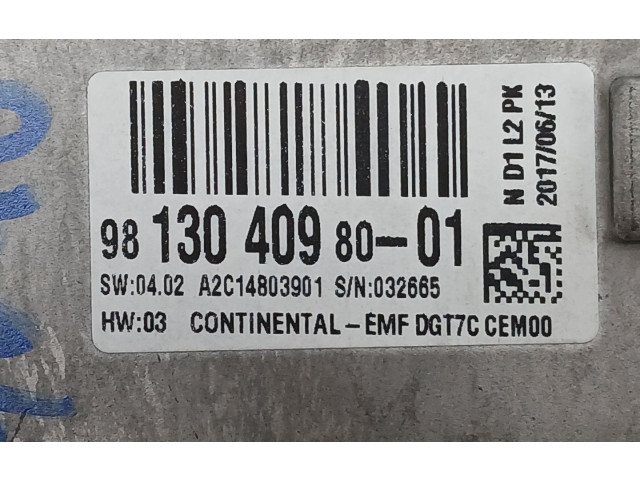 98 130 409 80-01
SW:04.02 A2C14803901 S/N:032665
HW:03 CONTINENTAL-EMF DGT7C CEM00
N D1 L2 PK
2017/06/13